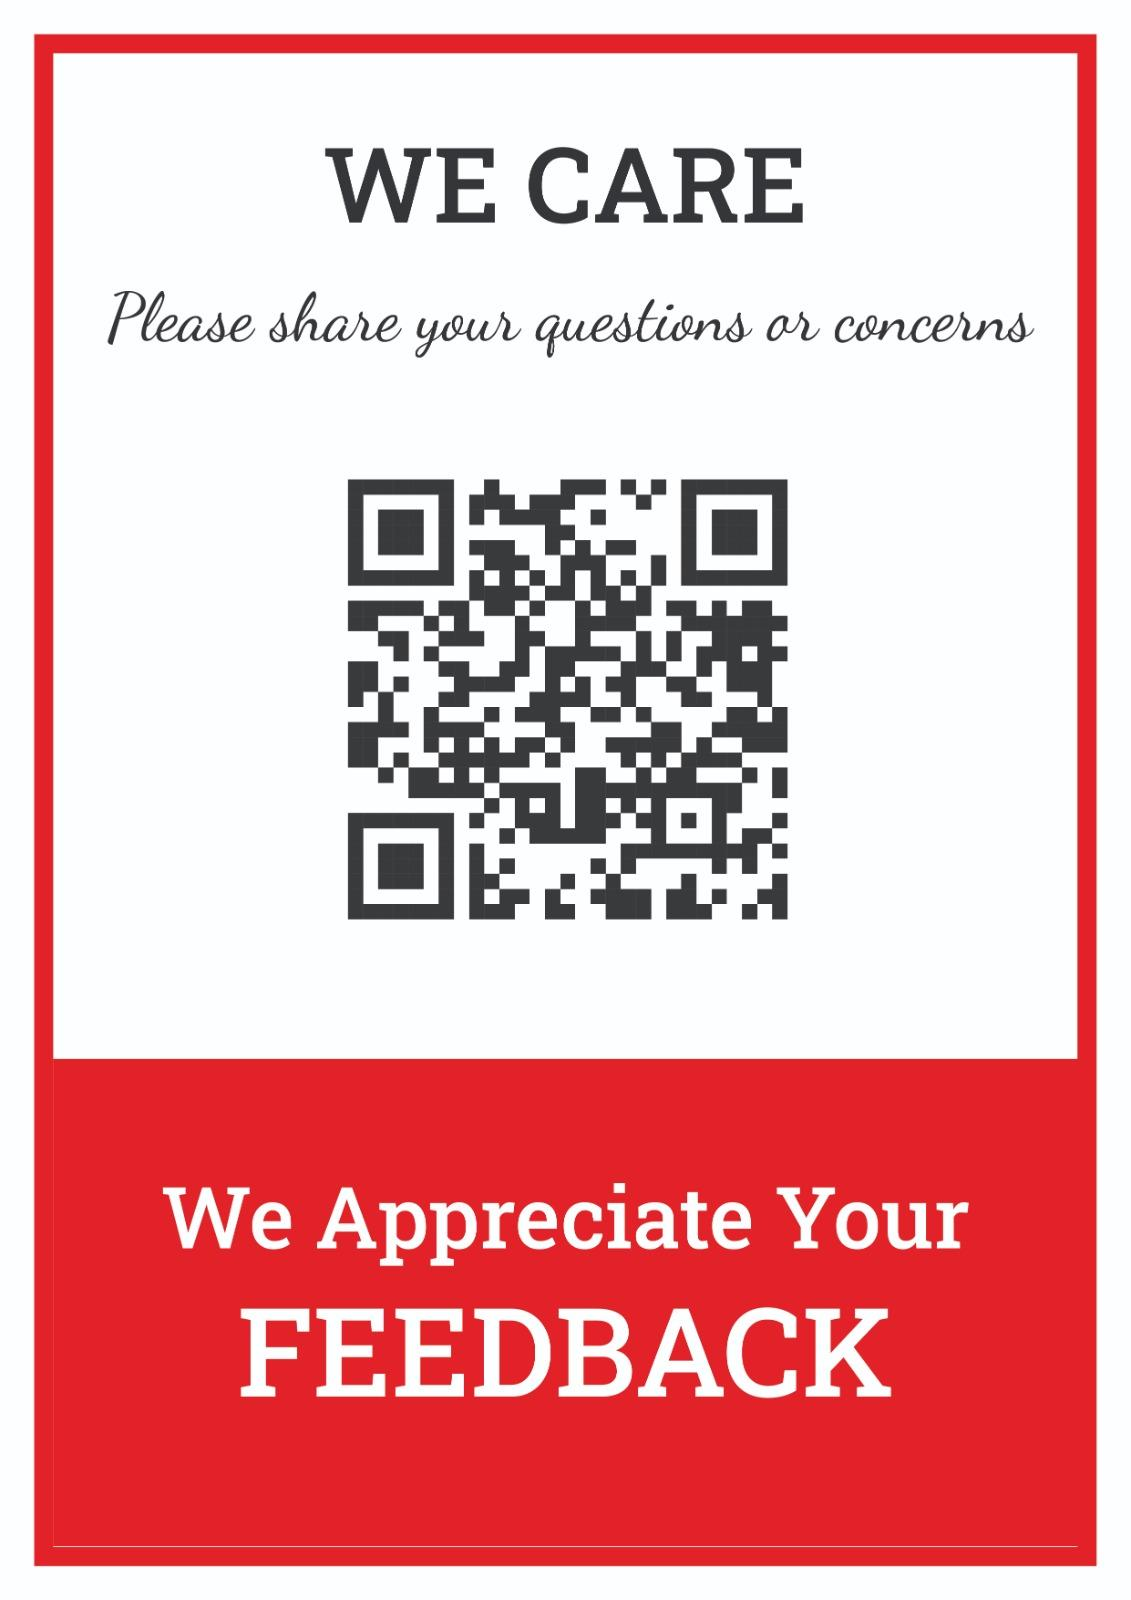 WE CARE
Please share your questions or concerns
We Appreciate Your
FEEDBACK